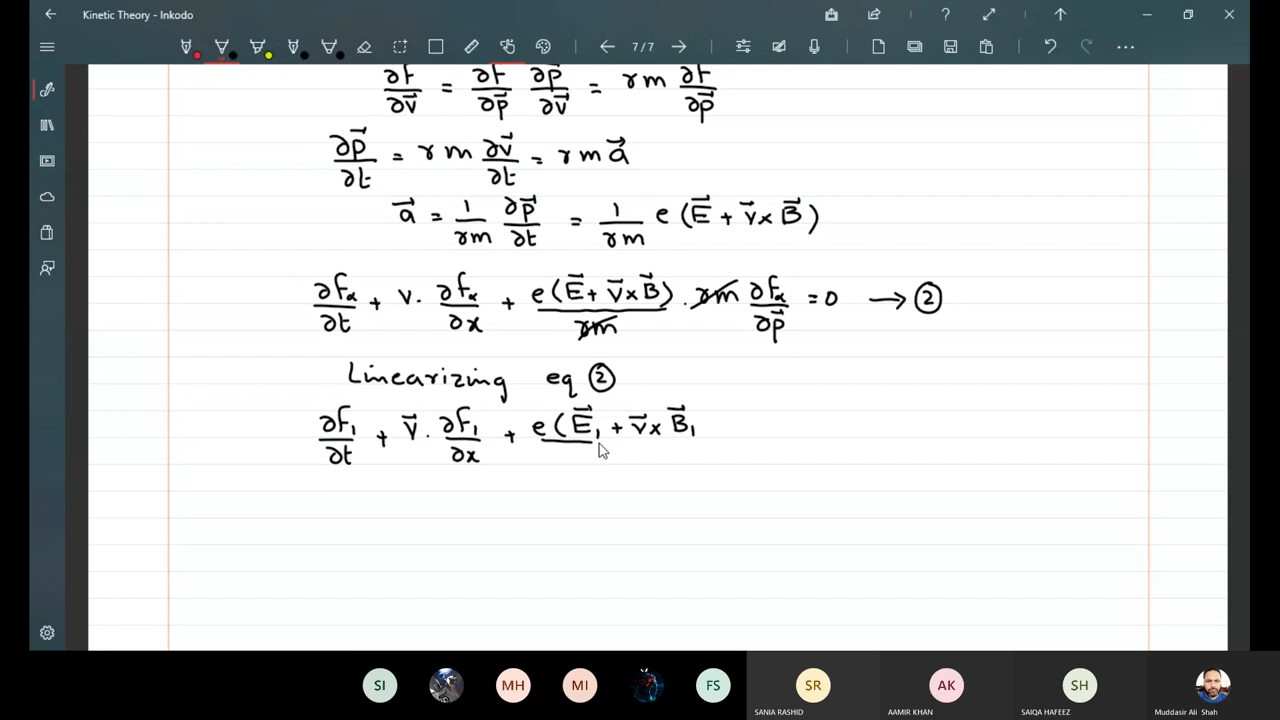 Kinetic Theory - Inkodo
7/7
∂f/∂v⃗ = ∂f/∂p⃗ ∂p⃗/∂v⃗ = γm ∂f/∂p⃗
∂p⃗/∂t = γm ∂v⃗/∂t = γm a⃗
a⃗ = 1/γm ∂p⃗/∂t = 1/γm e(E⃗ + v⃗ × B⃗)
∂fα/∂t + v · ∂fα/∂x + e(E⃗ + v⃗ × B⃗)/γm · γm ∂fα/∂p⃗ = 0 → ②
Linearizing eq ②
∂f₁/∂t + v⃗ · ∂f₁/∂x + e(E⃗₁ + v⃗ × B⃗₁
SI MH MI FS SR AK SH
SANIA RASHID AAMIR KHAN SAIQA HAFEEZ Muddasir Ali Shah